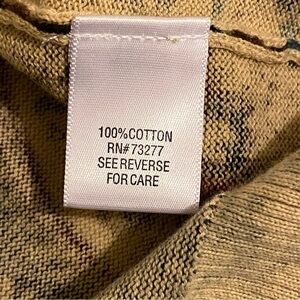 100%COTTON
RN#73277
SEE REVERSE
FOR CARE